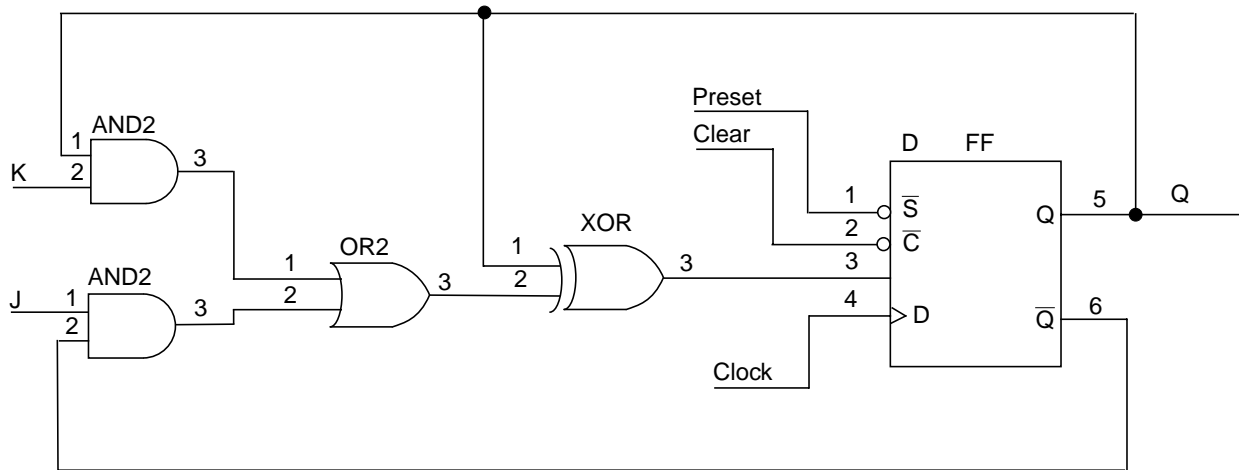 Preset
Clear
AND2
D FF
1
K
2
3
1
S̅
Q
5
Q
2
C̅
XOR
OR2
1
2
3
3
1
2
3
AND2
J
1
2
3
4
D
Q̅
6
Clock